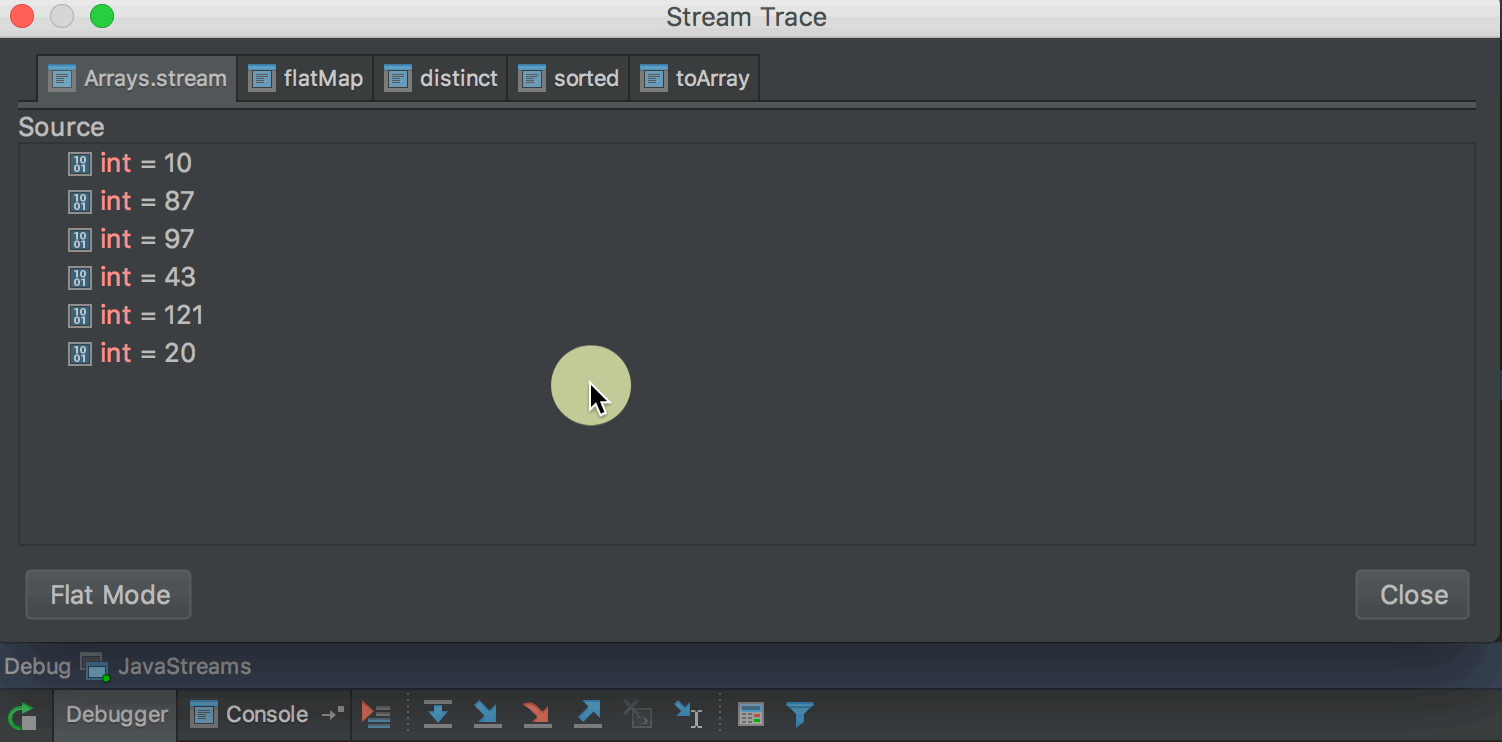 Stream Trace
Arrays.stream flatMap distinct sorted toArray
Source
int = 10
int = 87
int = 97
int = 43
int = 121
int = 20
Flat Mode Close
Debug JavaStreams
Debugger Console